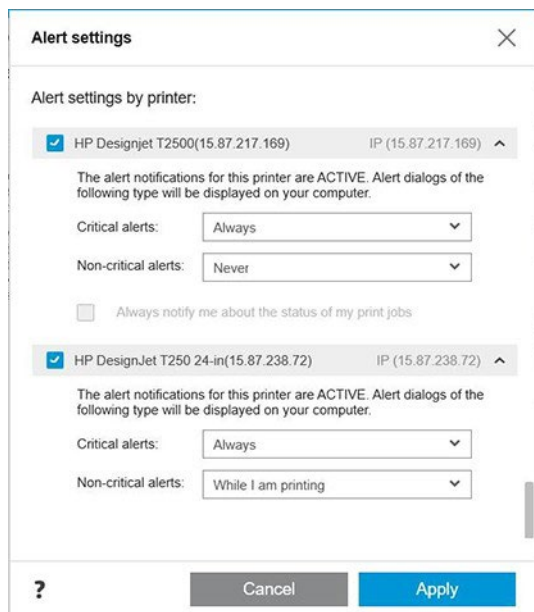 Alert settings
Alert settings by printer:
HP Designjet T2500(15.87.217.169) IP (15.87.217.169)
The alert notifications for this printer are ACTIVE. Alert dialogs of the
following type will be displayed on your computer.
Critical alerts: Always
Non-critical alerts: Never
Always notify me about the status of my print jobs
HP DesignJet T250 24-in(15.87.238.72) IP (15.87.238.72)
The alert notifications for this printer are ACTIVE. Alert dialogs of the
following type will be displayed on your computer.
Critical alerts: Always
Non-critical alerts: While I am printing
? Cancel Apply